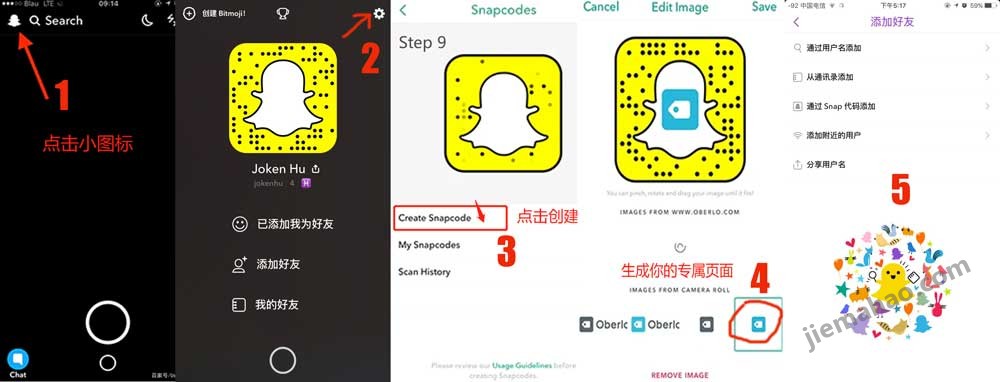 Blau LTE 09:14
Search
1
点击小图标
Chat
创建 Bitmoji!
2
Joken Hu
jokenhu · 4
已添加我为好友
添加好友
我的好友
Snapcodes
Step 9
Create Snapcode
点击创建
3
My Snapcodes
Scan History
Please review our Usage Guidelines before
creating Snapcodes.
Cancel Edit Image Save
You can pinch, rotate and drag your image until it fits!
IMAGES FROM WWW.OBERLO.COM
生成你的专属页面
4
IMAGES FROM CAMERA ROLL
Oberlc Oberlc
REMOVE IMAGE
-92 中国电信 下午5:17 59%
添加好友
通过用户名添加
从通讯录添加
通过 Snap 代码添加
添加附近的用户
分享用户名
5
jiemahao.com